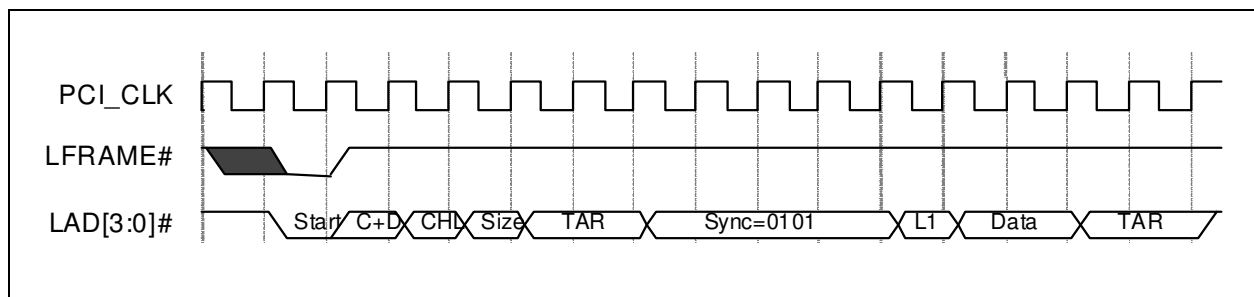 PCI_CLK
LFRAME#
LAD[3:0]# Start C+D CHL Size TAR Sync=0101 L1 Data TAR